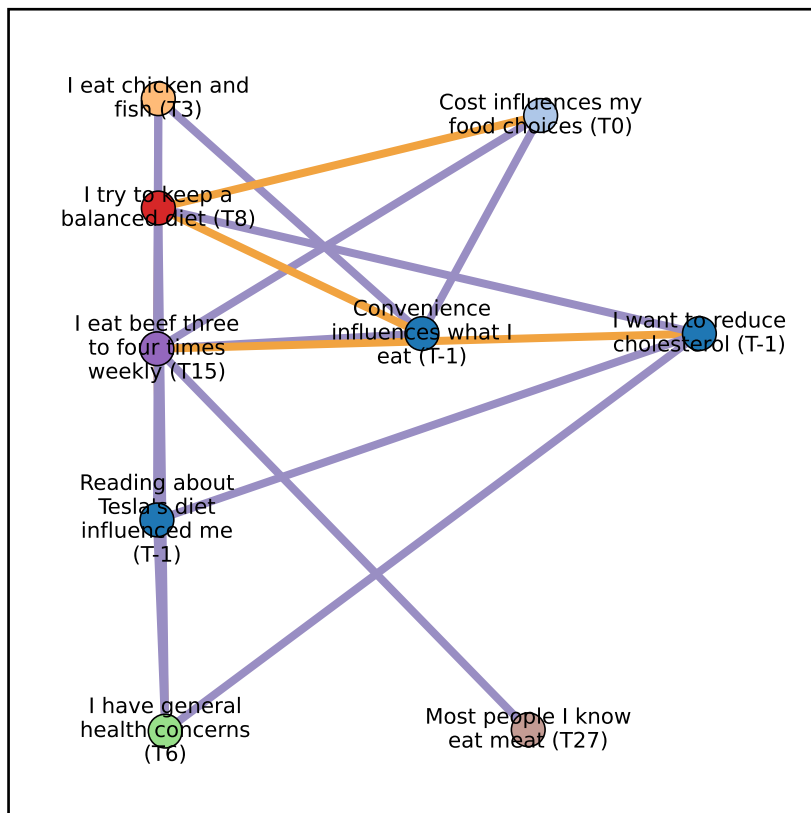 I eat chicken and
fish (T3)
Cost influences my
food choices (T0)
I try to keep a
balanced diet (T8)
Convenience
influences what I
eat (T-1)
I want to reduce
cholesterol (T-1)
I eat beef three
to four times
weekly (T15)
Reading about
Tesla's diet
influenced me
(T-1)
I have general
health concerns
(T6)
Most people I know
eat meat (T27)